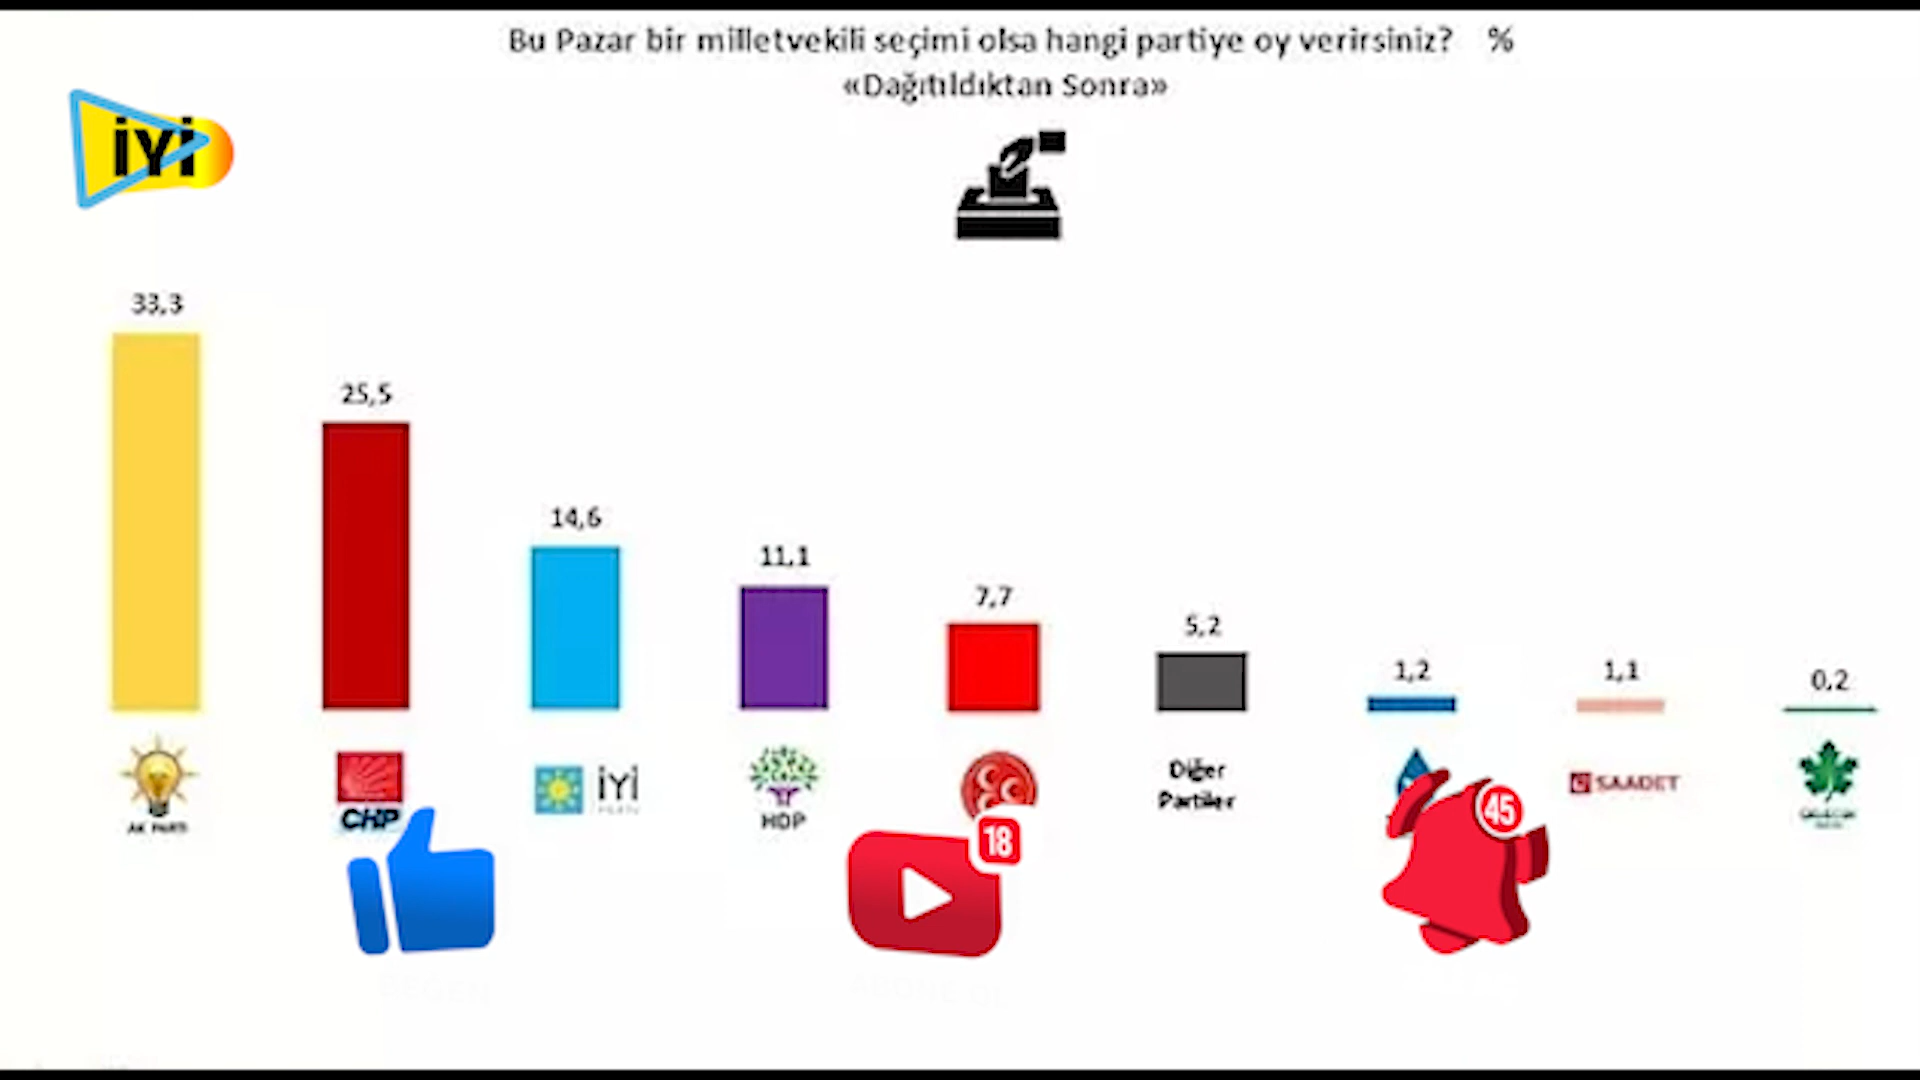 Bu Pazar bir milletvekili seçimi olsa hangi partiye oy verirsiniz? %
«Dağıtıldıktan Sonra»
İYİ
33,3
25,5
14,6
11,1
7,7
5,2
1,2
1,1
0,2
AK PARTİ
CHP
İYİ
HDP
Diğer
Partiler
SAADET
18
45